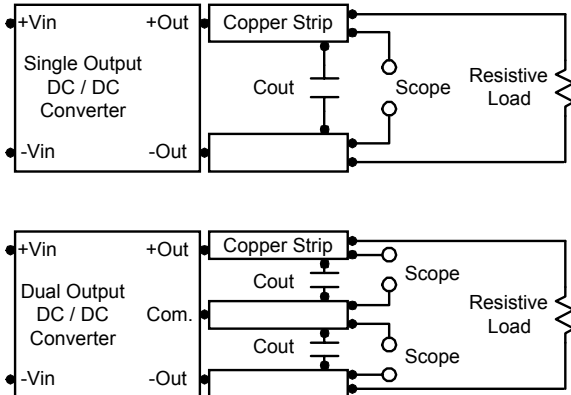 +Vin
+Out
Copper Strip
Single Output
DC / DC
Converter
Cout
Scope
Resistive
Load
-Vin
-Out
+Vin
+Out
Copper Strip
Cout
Scope
Dual Output
DC / DC
Converter
Com.
Resistive
Load
Cout
Scope
-Vin
-Out